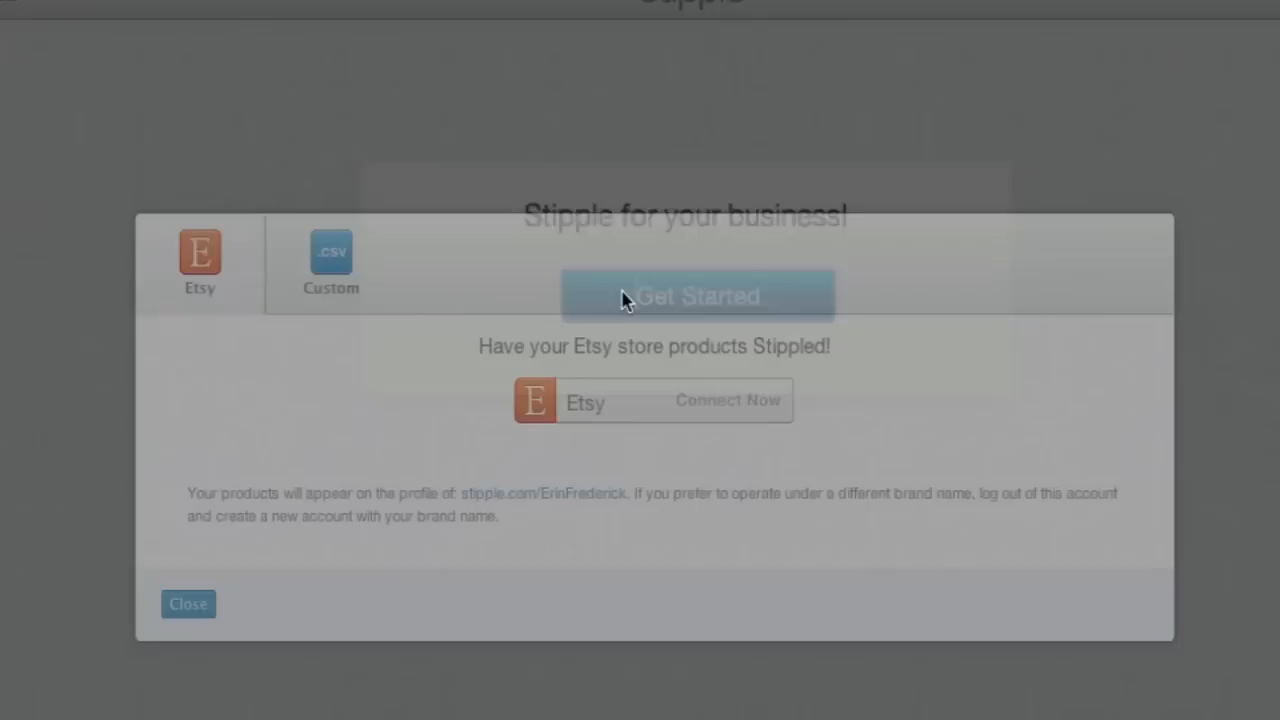 Stipple for your business!
.csv
Etsy
Custom
Get Started
Have your Etsy store products Stippled!
E Etsy Connect Now
Your products will appear on the profile of: stipple.com/ErinFrederick. If you prefer to operate under a different brand name, log out of this account
and create a new account with your brand name.
Close